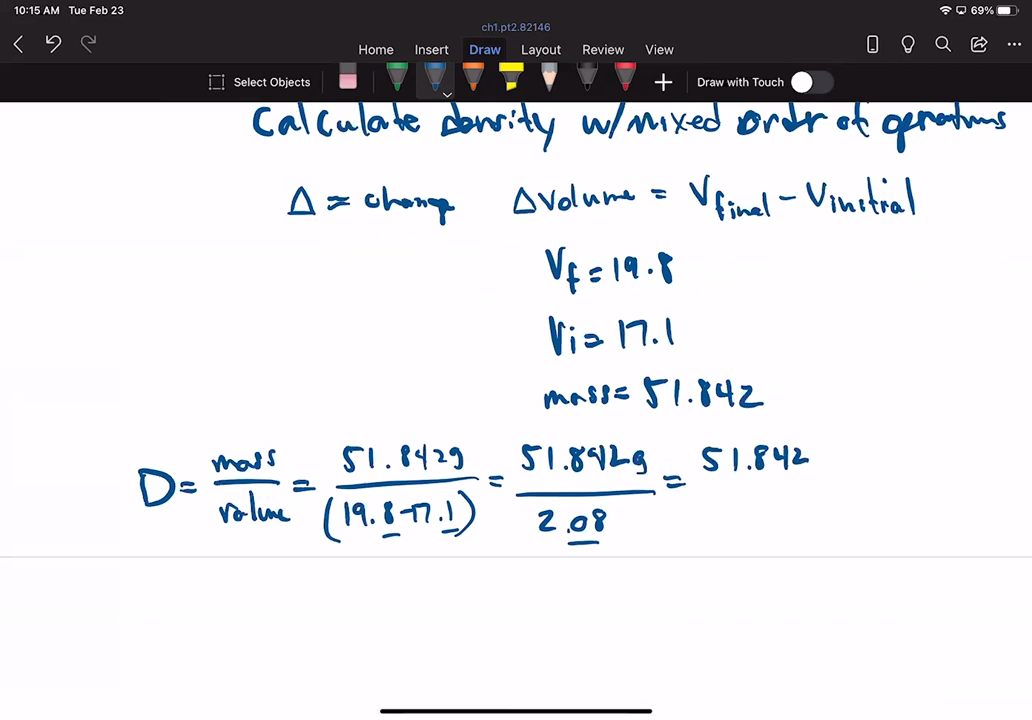 10:15 AM Tue Feb 23 69%
ch1.pt2.82146
Home Insert Draw Layout Review View
Select Objects Draw with Touch
Calculate density w/mixed order of operations
Δ = change Δvolume = Vfinal - Vinitial
Vf = 19.8
Vi = 17.1
mass = 51.842
D = mass/volume = 51.842g/(19.8-17.1) = 51.842g/2.08 = 51.842